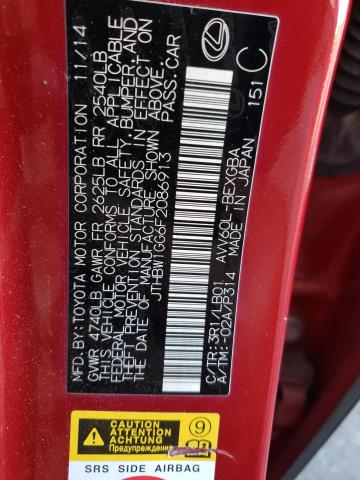 MFD. BY: TOYOTA MOTOR CORPORATION 11/14
GVWR 4740LB GAWR FR 2625LB RR 2540LB
THIS VEHICLE CONFORMS TO ALL APPLICABLE
FEDERAL MOTOR VEHICLE SAFETY, BUMPER, AND
THEFT PREVENTION STANDARDS IN EFFECT ON
THE DATE OF MANUFACTURE SHOWN ABOVE.
JTHBW1GG6F2086913 PASS. CAR
C/TR: 3R1/LB01 AVV60L-BEXGBA
A/TM: -02A/P314 MADE IN JAPAN
151 C
CAUTION
ATTENTION
ACHTUNG
9
SRS SIDE AIRBAG